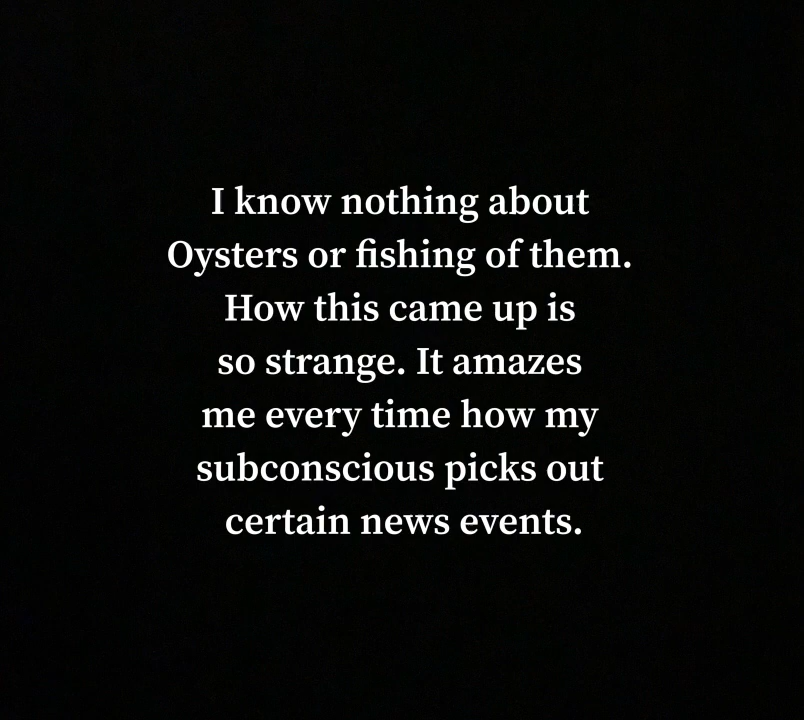 I know nothing about
Oysters or fishing of them.
How this came up is
so strange. It amazes
me every time how my
subconscious picks out
certain news events.